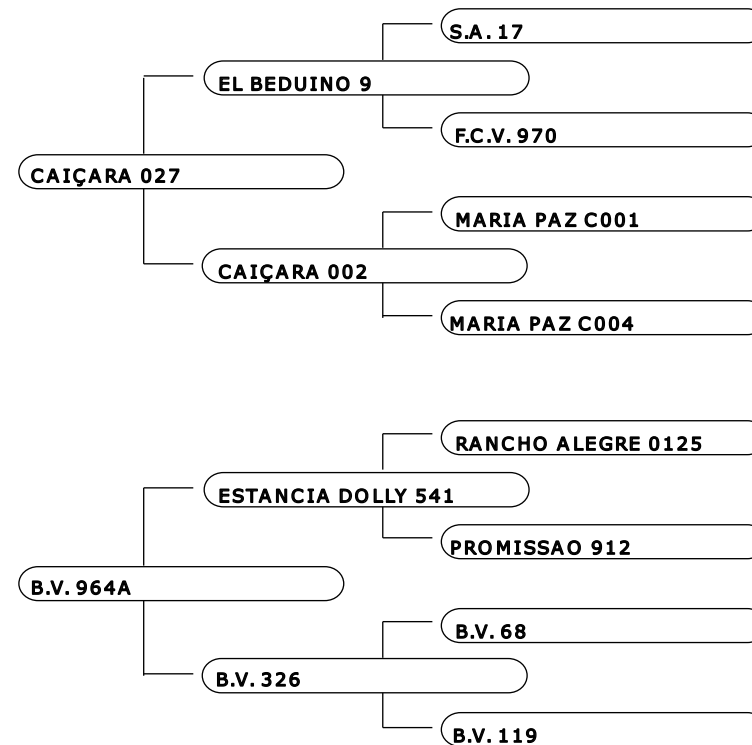 S.A. 17
EL BEDUINO 9
F.C.V. 970
CAIÇARA 027
MARIA PAZ C001
CAIÇARA 002
MARIA PAZ C004
RANCHO ALEGRE 0125
ESTANCIA DOLLY 541
PROMISSAO 912
B.V. 964A
B.V. 68
B.V. 326
B.V. 119